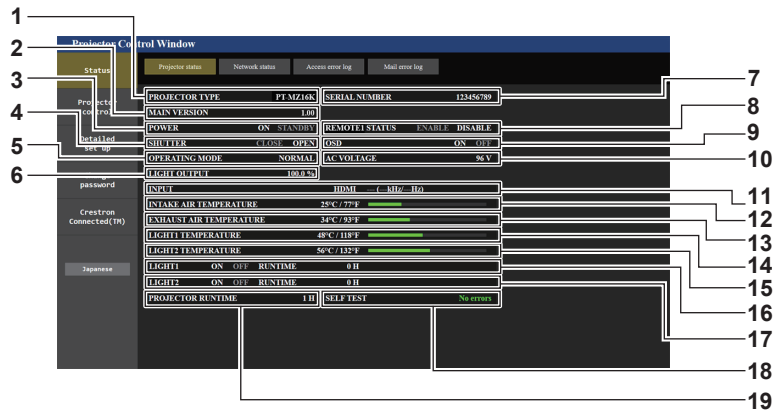 1
2
3
4
5
6
7
8
9
10
11
12
13
14
15
16
17
18
19
Projector Control Window
Status
Projector status Network status Access error log Mail error log
Projector control
Detailed set up
password
Crestron Connected(TM)
Japanese
PROJECTOR TYPE PT-MZ16K SERIAL NUMBER 123456789
MAIN VERSION 1.00
POWER ON STANDBY REMOTE1 STATUS ENABLE DISABLE
SHUTTER CLOSE OPEN OSD ON OFF
OPERATING MODE NORMAL AC VOLTAGE 96 V
LIGHT OUTPUT 100.0 %
INPUT HDMI --- (---kHz/---Hz)
INTAKE AIR TEMPERATURE 25°C / 77°F
EXHAUST AIR TEMPERATURE 34°C / 93°F
LIGHT1 TEMPERATURE 48°C / 118°F
LIGHT2 TEMPERATURE 56°C / 132°F
LIGHT1 ON OFF RUNTIME 0 H
LIGHT2 ON OFF RUNTIME 0 H
PROJECTOR RUNTIME 1 H SELF TEST No errors